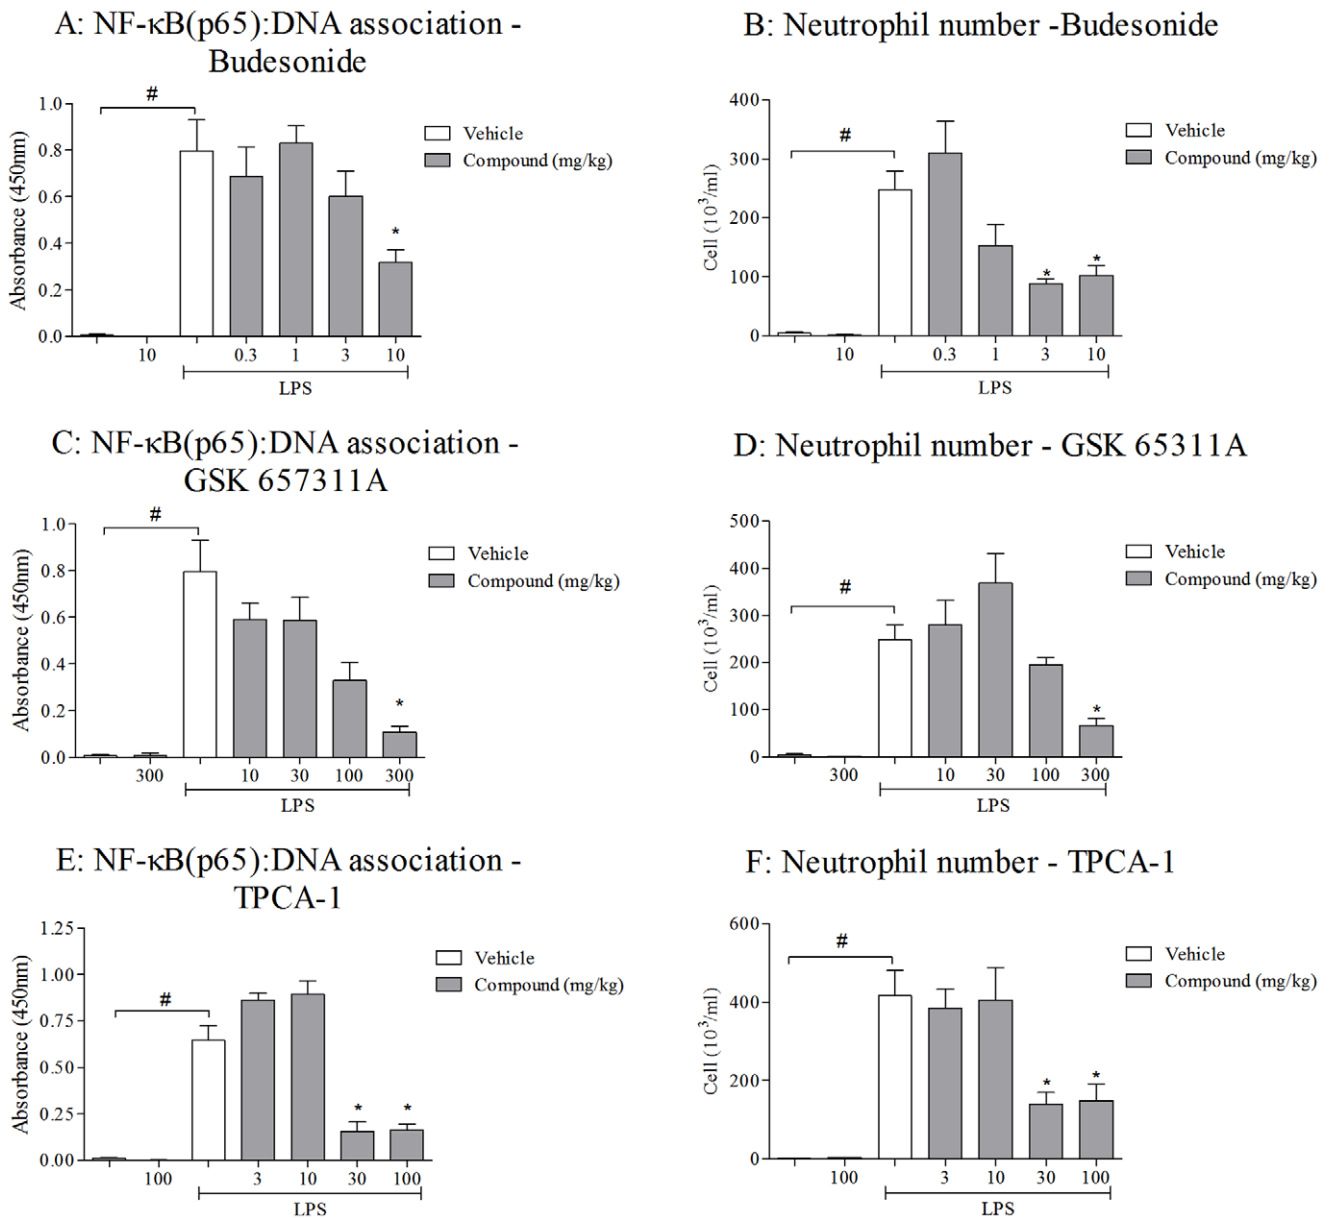 A: NF-κB(p65):DNA association -
Budesonide
#
1.0
0.8
0.6
0.4
0.2
0.0
Absorbance (450nm)
Vehicle
Compound (mg/kg)
*
10
0.3
1
3
10
LPS
B: Neutrophil number -Budesonide
#
400
300
200
100
0
Cell (10³/ml)
Vehicle
Compound (mg/kg)
*
*
10
0.3
1
3
10
LPS
C: NF-κB(p65):DNA association -
GSK 657311A
#
1.0
0.8
0.6
0.4
0.2
0.0
Absorbance (450nm)
Vehicle
Compound (mg/kg)
*
300
10
30
100
300
LPS
D: Neutrophil number - GSK 65311A
#
500
400
300
200
100
0
Cell (10³/ml)
Vehicle
Compound (mg/kg)
*
300
10
30
100
300
LPS
E: NF-κB(p65):DNA association -
TPCA-1
#
1.25
1.00
0.75
0.50
0.25
0.00
Absorbance (450nm)
Vehicle
Compound (mg/kg)
*
*
100
3
10
30
100
LPS
F: Neutrophil number - TPCA-1
#
600
400
200
0
Cell (10³/ml)
Vehicle
Compound (mg/kg)
*
*
100
3
10
30
100
LPS